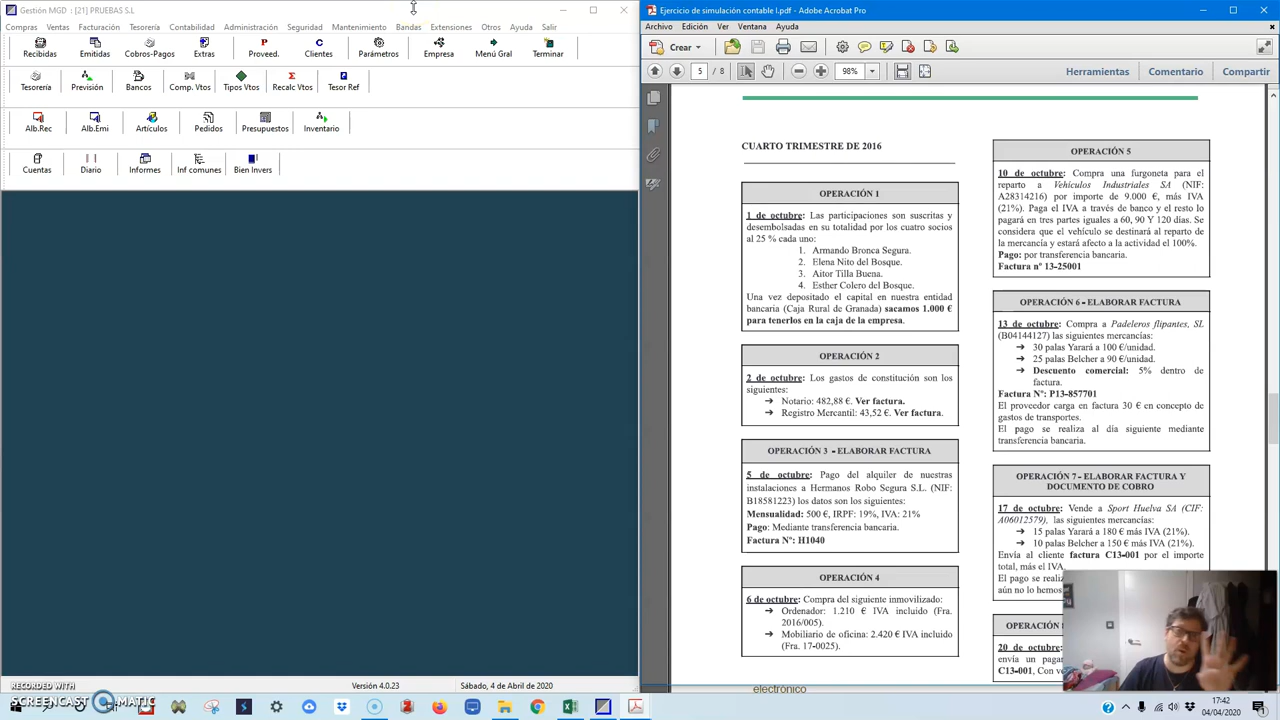 Gestión MGD : [21] PRUEBAS S.L
Compras Ventas Facturación Tesorería Contabilidad Administración Seguridad Mantenimiento Bandas Extensiones Otros Ayuda Salir
Recibidas Emitidas Cobros-Pagos Extras Proveed. Clientes Parámetros Empresa Menú Gral Terminar
Tesorería Previsión Bancos Comp. Vtos Tipos Vtos Recalc Vtos Tesor Ref
Alb.Rec Alb.Emi Artículos Pedidos Presupuestos Inventario
Cuentas Diario Informes Inf comunes Bien Invers
Versión 4.0.23 Sábado, 4 de Abril de 2020
RECORDED WITH
SCREENCAST MATIC
Ejercicio de simulación contable I.pdf - Adobe Acrobat Pro
Archivo Edición Ver Ventana Ayuda
Crear
5 / 8 98% Herramientas Comentario Compartir
CUARTO TRIMESTRE DE 2016
OPERACIÓN 1
1 de octubre: Las participaciones son suscritas y
desembolsadas en su totalidad por los cuatro socios
al 25 % cada uno:
1. Armando Bronca Segura.
2. Elena Nito del Bosque.
3. Aitor Tilla Buena.
4. Esther Colero del Bosque.
Una vez depositado el capital en nuestra entidad
bancaria (Caja Rural de Granada) sacamos 1.000 €
para tenerlos en la caja de la empresa.
OPERACIÓN 2
2 de octubre: Los gastos de constitución son los
siguientes:
➔ Notario: 482,88 €. Ver factura.
➔ Registro Mercantil: 43,52 €. Ver factura.
OPERACIÓN 3 - ELABORAR FACTURA
5 de octubre: Pago del alquiler de nuestras
instalaciones a Hermanos Robo Segura S.L. (NIF:
B18581223) los datos son los siguientes:
Mensualidad: 500 €, IRPF: 19%, IVA: 21%
Pago: Mediante transferencia bancaria.
Factura Nº: H1040
OPERACIÓN 4
6 de octubre: Compra del siguiente inmovilizado:
➔ Ordenador: 1.210 € IVA incluido (Fra.
2016/005).
➔ Mobiliario de oficina: 2.420 € IVA incluido
(Fra. 17-0025).
OPERACIÓN 5
10 de octubre: Compra una furgoneta para el
reparto a Vehículos Industriales SA (NIF:
A28314216) por importe de 9.000 €, más IVA
(21%). Paga el IVA a través de banco y el resto lo
pagará en tres partes iguales a 60, 90 Y 120 días. Se
considera que el vehículo se destinará al reparto de
la mercancía y estará afecto a la actividad el 100%.
Pago: por transferencia bancaria.
Factura nº 13-25001
OPERACIÓN 6 - ELABORAR FACTURA
13 de octubre: Compra a Padeleros flipantes, SL
(B04144127) las siguientes mercancías:
➔ 30 palas Yarará a 100 €/unidad.
➔ 25 palas Belcher a 90 €/unidad.
➔ Descuento comercial: 5% dentro de
factura.
Factura Nº: P13-857701
El proveedor carga en factura 30 € en concepto de
gastos de transportes.
El pago se realiza al día siguiente mediante
transferencia bancaria.
OPERACIÓN 7 - ELABORAR FACTURA Y
DOCUMENTO DE COBRO
17 de octubre: Vende a Sport Huelva SA (CIF:
A06012579), las siguientes mercancías:
➔ 15 palas Yarará a 180 € más IVA (21%).
➔ 10 palas Belcher a 150 € más IVA (21%).
Envía al cliente factura C13-001 por el importe
total, más el IVA.
El pago se
aún no lo
OPERACIÓN
20 de octubre:
envía un
C13-001, Con
electrónico
17:42
04/04/2020